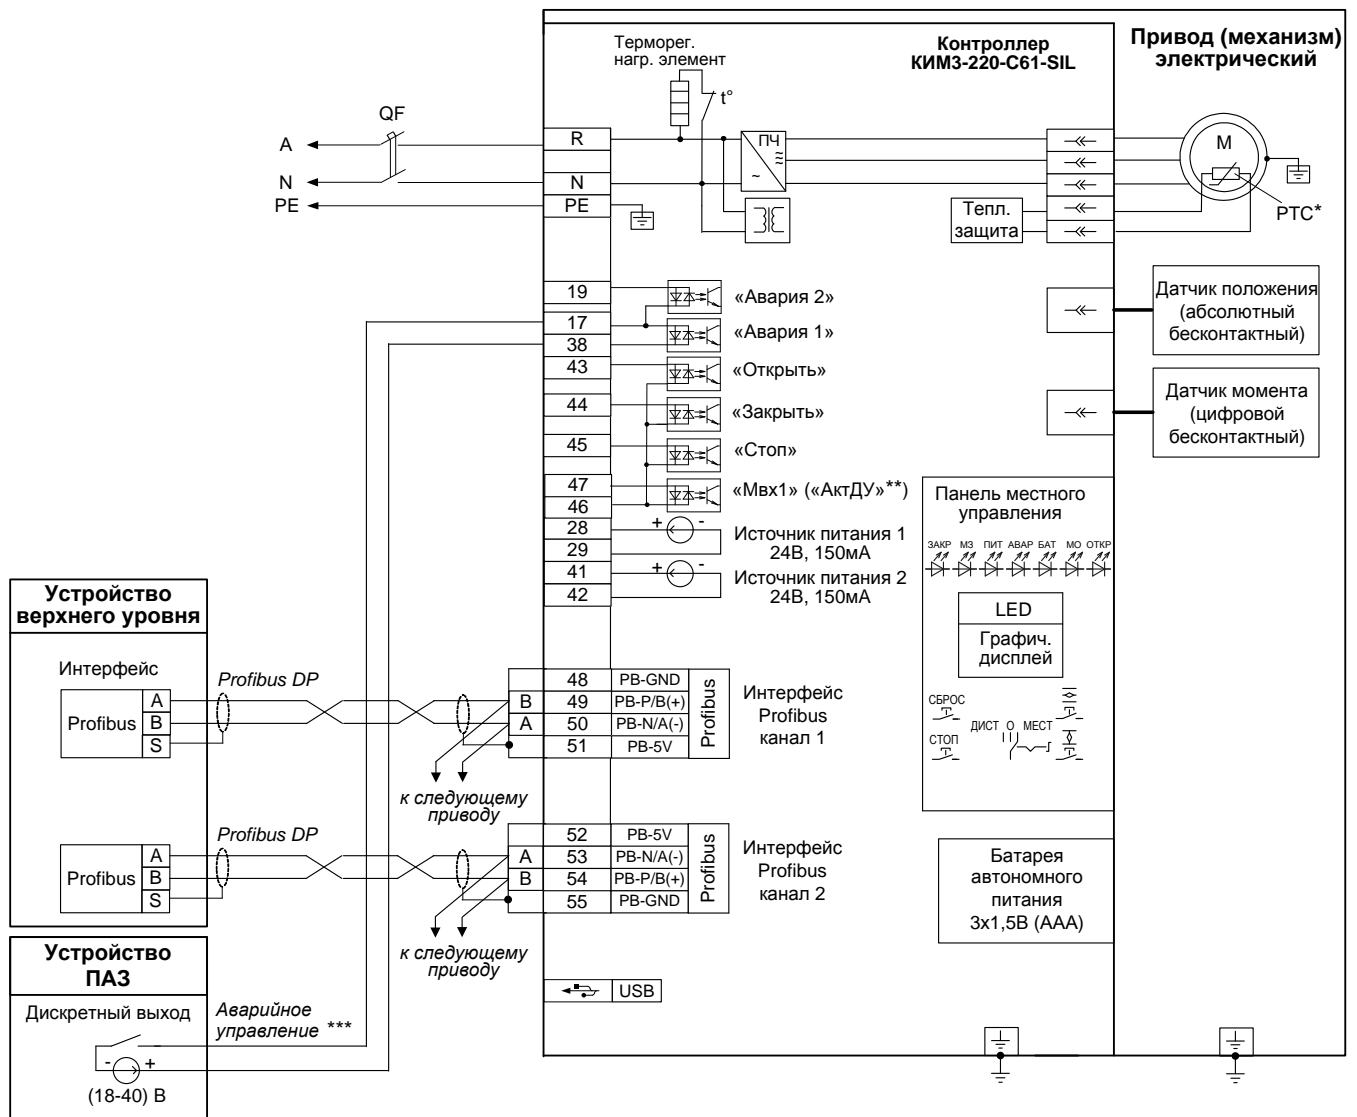 Терморег.
нагр. элемент
Контроллер
КИМ3-220-С61-SIL
Привод (механизм)
электрический
t°
QF
A
N
PE
R
N
PE
ПЧ
≈
~
М
Тепл.
защита
РТС*
19
17
38
43
44
45
47
46
28
29
41
42
«Авария 2»
«Авария 1»
«Открыть»
«Закрыть»
«Стоп»
«Мвх1» («АктДУ»**)
+
-
Источник питания 1
24В, 150мА
+
-
Источник питания 2
24В, 150мА
Датчик положения
(абсолютный
бесконтактный)
Датчик момента
(цифровой
бесконтактный)
Панель местного
управления
ЗАКР МЗ ПИТ АВАР БАТ МО ОТКР
LED
Графич.
дисплей
СБРОС
ДИСТ О МЕСТ
СТОП
Устройство
верхнего уровня
Интерфейс
Profibus
A
B
S
Profibus DP
B
A
48 PB-GND
49 PB-P/B(+)
50 PB-N/A(-)
51 PB-5V
Profibus
Интерфейс
Profibus
канал 1
к следующему
приводу
Profibus
A
B
S
Profibus DP
A
B
52 PB-5V
53 PB-N/A(-)
54 PB-P/B(+)
55 PB-GND
Profibus
Интерфейс
Profibus
канал 2
к следующему
приводу
Батарея
автономного
питания
3х1,5В (ААА)
USB
Устройство
ПАЗ
Дискретный выход
- +
(18-40) В
Аварийное
управление ***